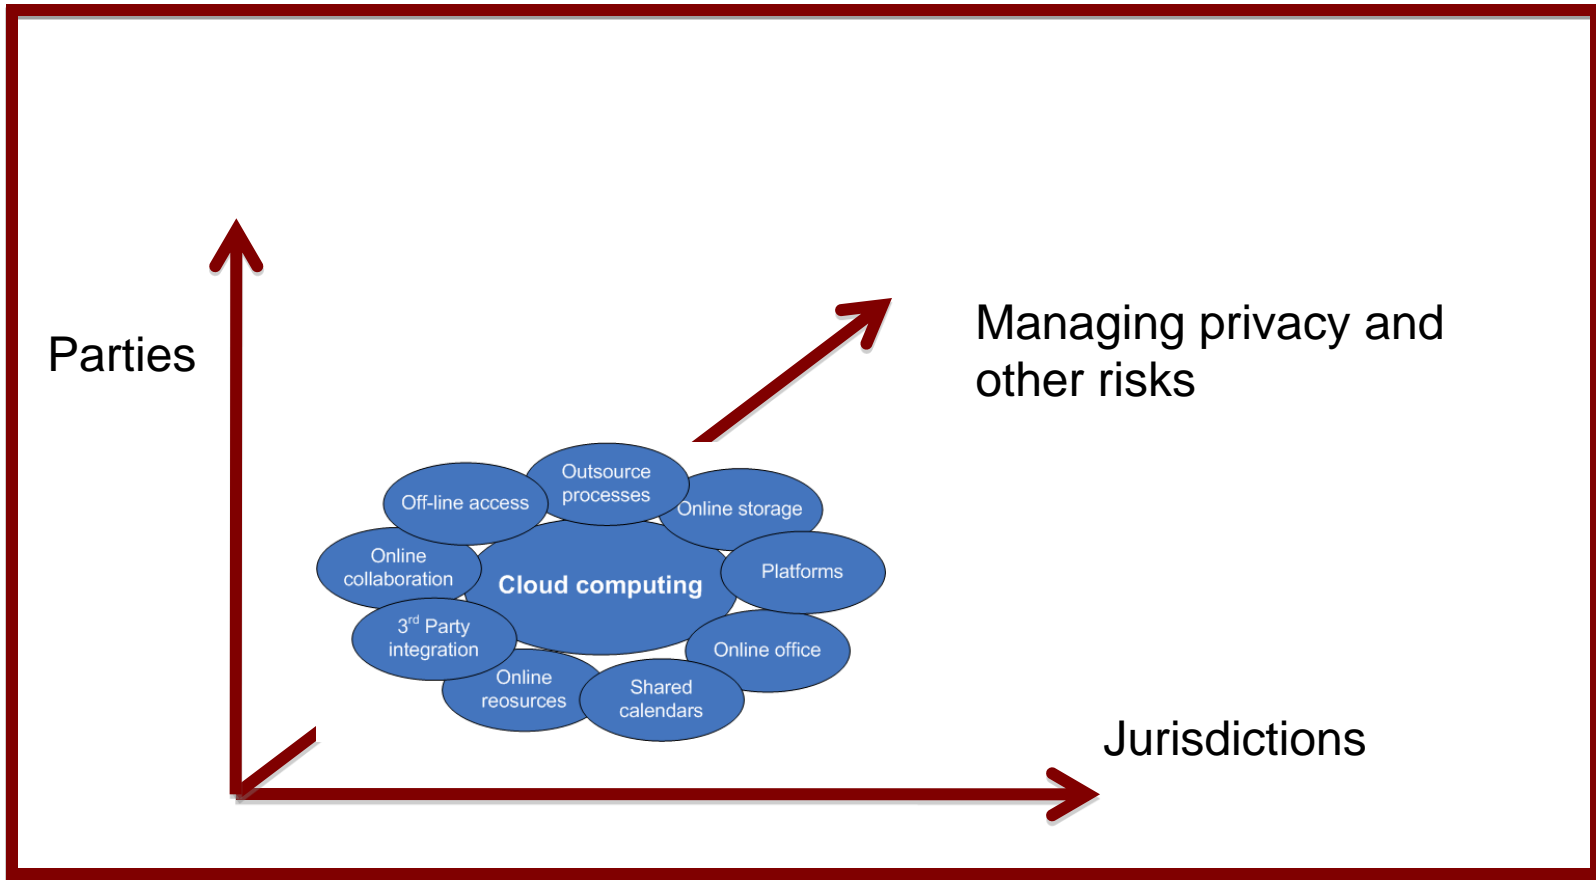 Parties
Managing privacy and
other risks
Outsource
processes
Off-line access
Online storage
Online
collaboration
Cloud computing
Platforms
3rd Party
integration
Online office
Online
reosurces
Shared
calendars
Jurisdictions